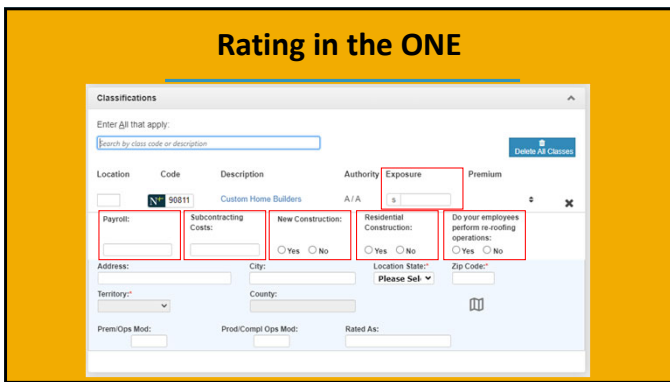 Rating in the ONE
Classifications
Enter All that apply:
Search by class code or description
Delete All Classes
Location Code Description Authority Exposure Premium
N 90811 Custom Home Builders A / A s
Payroll: Subcontracting Costs: New Construction: Residential Construction: Do your employees perform re-roofing operations:
Yes No Yes No Yes No
Address: City: Location State:* Zip Code:*
Please Sel
Territory:* County:
Prem/Ops Mod: Prod/Compl Ops Mod: Rated As: